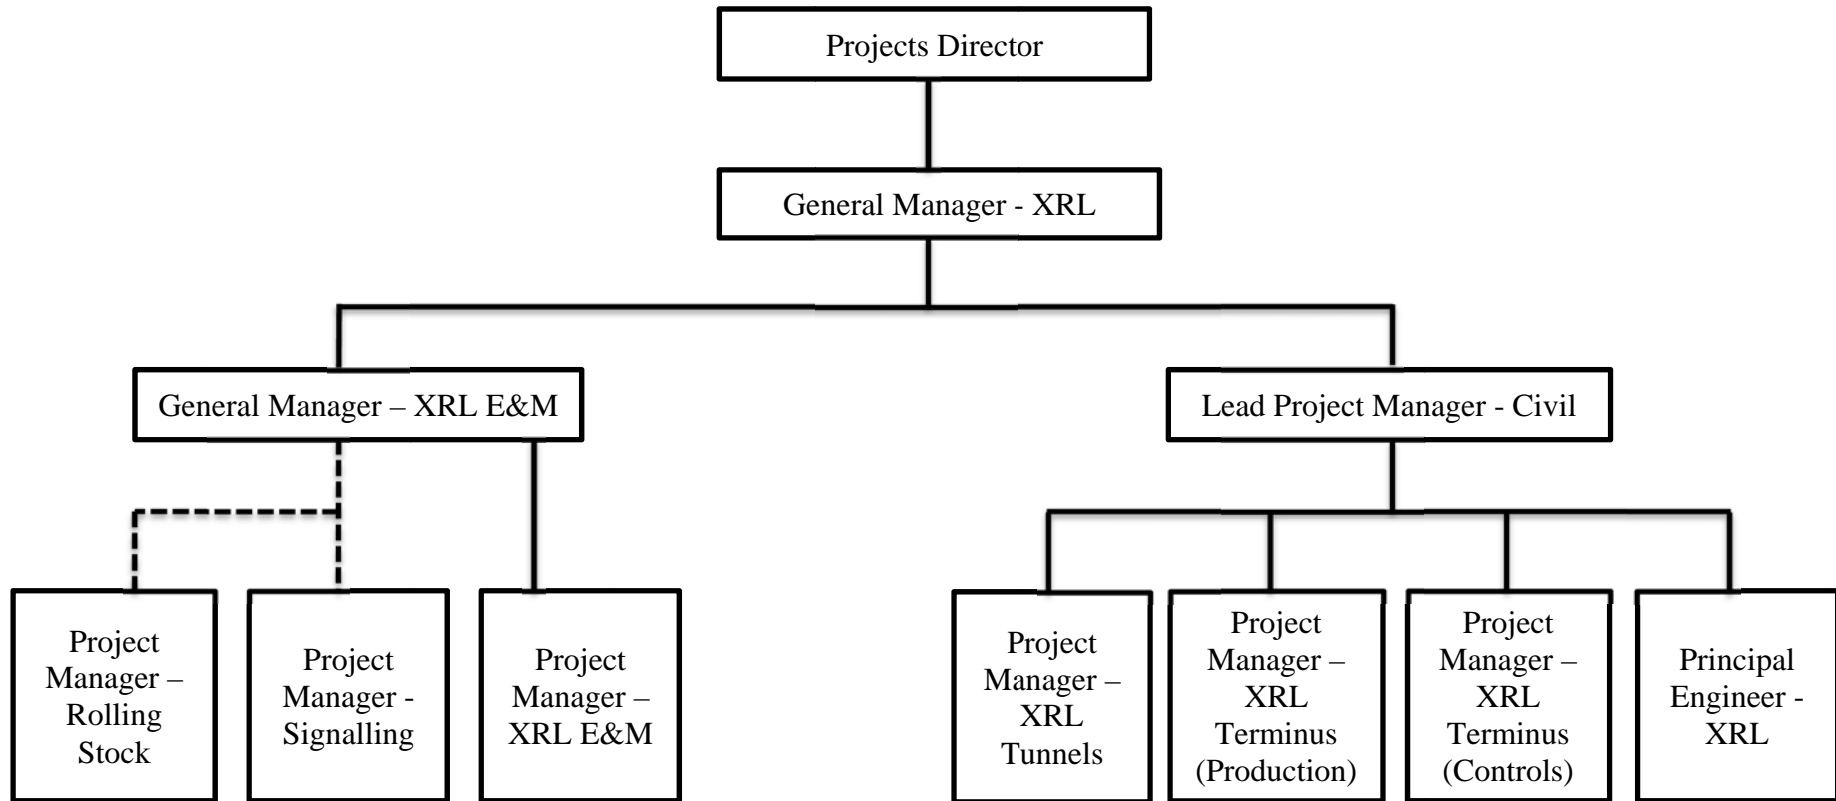 Projects Director
General Manager - XRL
General Manager – XRL E&M
Lead Project Manager - Civil
Project
Manager –
Rolling
Stock
Project
Manager -
Signalling
Project
Manager –
XRL E&M
Project
Manager –
XRL
Tunnels
Project
Manager –
XRL
Terminus
(Production)
Project
Manager –
XRL
Terminus
(Controls)
Principal
Engineer -
XRL